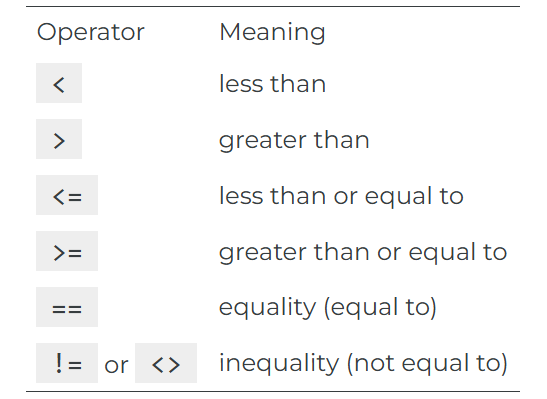 Operator Meaning
< less than
> greater than
<= less than or equal to
>= greater than or equal to
== equality (equal to)
!= or <> inequality (not equal to)